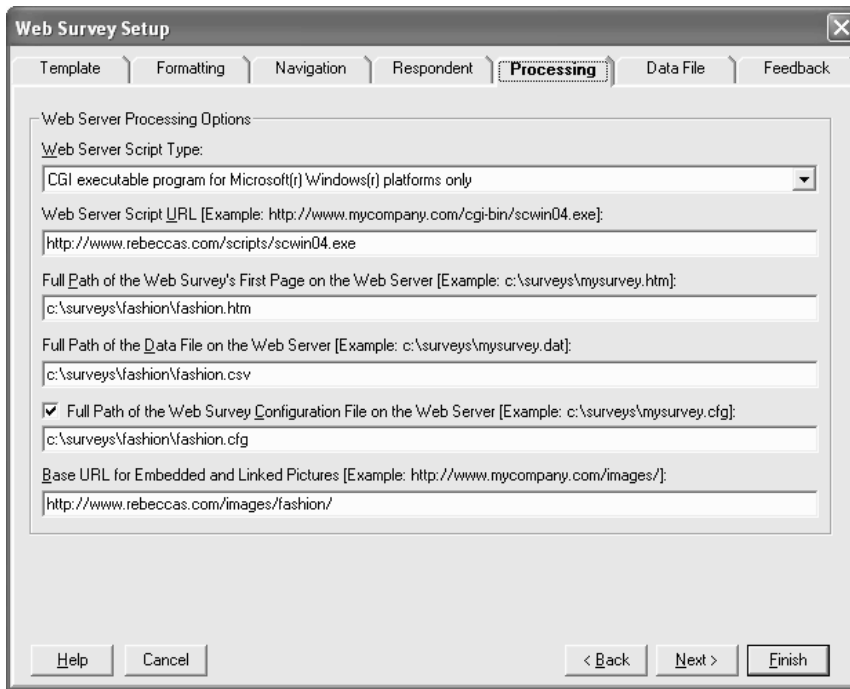 Web Survey Setup
Template Formatting Navigation Respondent Processing Data File Feedback
Web Server Processing Options
Web Server Script Type:
CGI executable program for Microsoft(r) Windows(r) platforms only
Web Server Script URL [Example: http://www.mycompany.com/cgi-bin/scwin04.exe]:
http://www.rebeccas.com/scripts/scwin04.exe
Full Path of the Web Survey's First Page on the Web Server [Example: c:\surveys\mysurvey.htm]:
c:\surveys\fashion\fashion.htm
Full Path of the Data File on the Web Server [Example: c:\surveys\mysurvey.dat]:
c:\surveys\fashion\fashion.csv
Full Path of the Web Survey Configuration File on the Web Server [Example: c:\surveys\mysurvey.cfg]:
c:\surveys\fashion\fashion.cfg
Base URL for Embedded and Linked Pictures [Example: http://www.mycompany.com/images/]:
http://www.rebeccas.com/images/fashion/
Help Cancel < Back Next > Finish